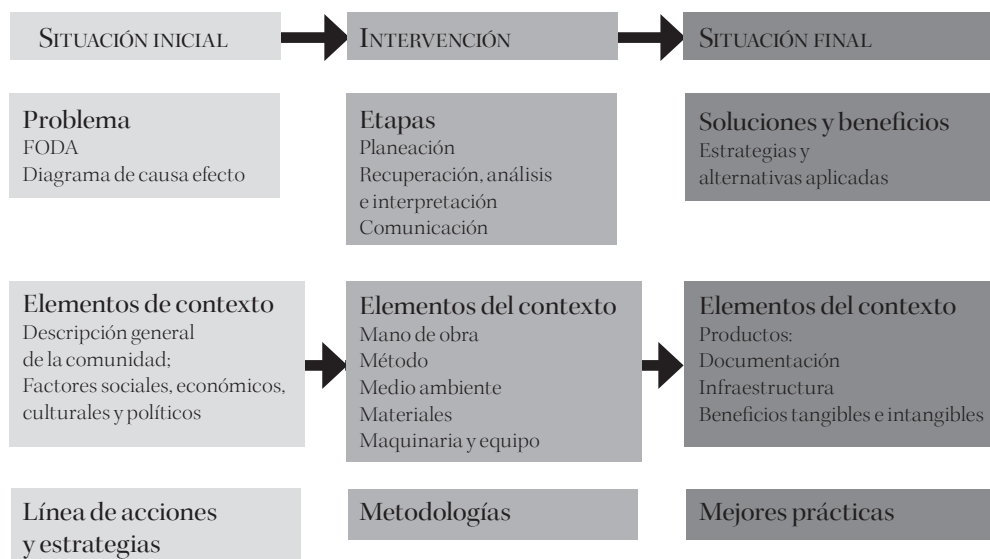 SITUACIÓN INICIAL
INTERVENCIÓN
SITUACIÓN FINAL
Problema
FODA
Diagrama de causa efecto
Etapas
Planeación
Recuperación, análisis
e interpretación
Comunicación
Soluciones y beneficios
Estrategias y
alternativas aplicadas
Elementos de contexto
Descripción general
de la comunidad;
Factores sociales, económicos,
culturales y políticos
Elementos del contexto
Mano de obra
Método
Medio ambiente
Materiales
Maquinaria y equipo
Elementos del contexto
Productos:
Documentación
Infraestructura
Beneficios tangibles e intangibles
Línea de acciones
y estrategias
Metodologías
Mejores prácticas